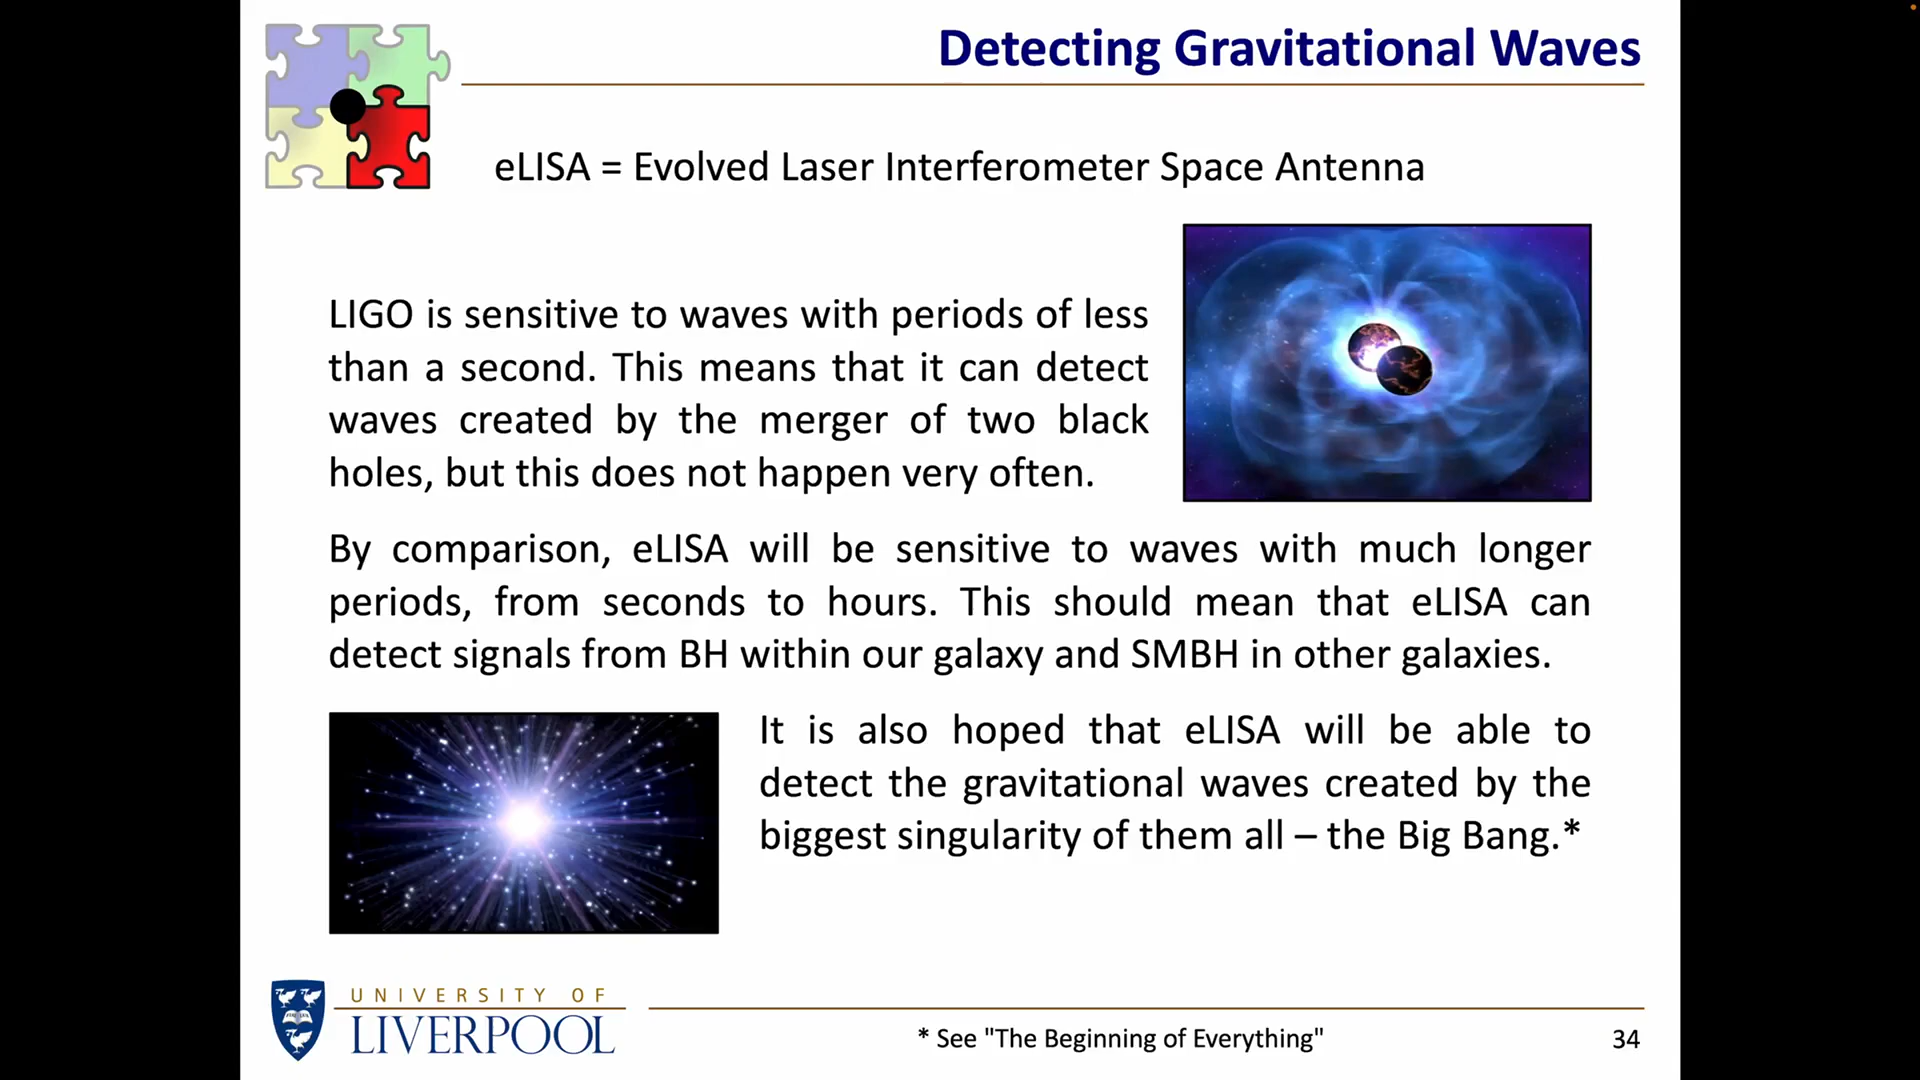 Detecting Gravitational Waves
eLISA = Evolved Laser Interferometer Space Antenna
LIGO is sensitive to waves with periods of less
than a second. This means that it can detect
waves created by the merger of two black
holes, but this does not happen very often.
By comparison, eLISA will be sensitive to waves with much longer
periods, from seconds to hours. This should mean that eLISA can
detect signals from BH within our galaxy and SMBH in other galaxies.
It is also hoped that eLISA will be able to
detect the gravitational waves created by the
biggest singularity of them all – the Big Bang.*
UNIVERSITY OF
LIVERPOOL
* See "The Beginning of Everything"
34